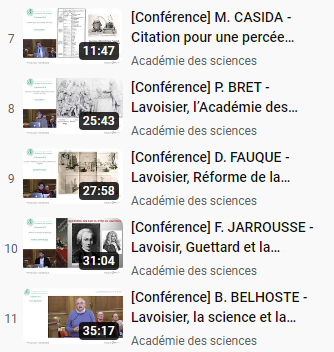 7
11:47
[Conférence] M. CASIDA -
Citation pour une percée...
Académie des sciences
8
25:43
[Conférence] P. BRET -
Lavoisier, l’Académie des...
Académie des sciences
9
27:58
[Conférence] D. FAUQUE -
Lavoisier, Réforme de la...
Académie des sciences
10
31:04
[Conférence] F. JARROUSSE -
Lavoisir, Guettard et la...
Académie des sciences
11
35:17
[Conférence] B. BELHOSTE -
Lavoisier, la science et la...
Académie des sciences